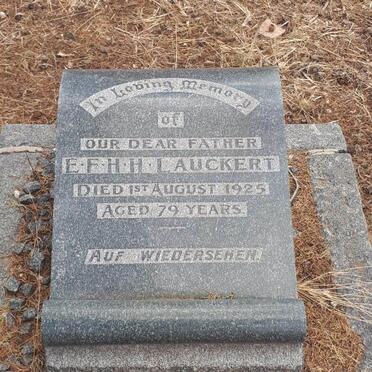 In Loving Memory
of
OUR DEAR FATHER
E·F·H·H·LAUCKERT
DIED 1ST AUGUST 1925
AGED 79 YEARS.
AUF WIEDERSEHEN.